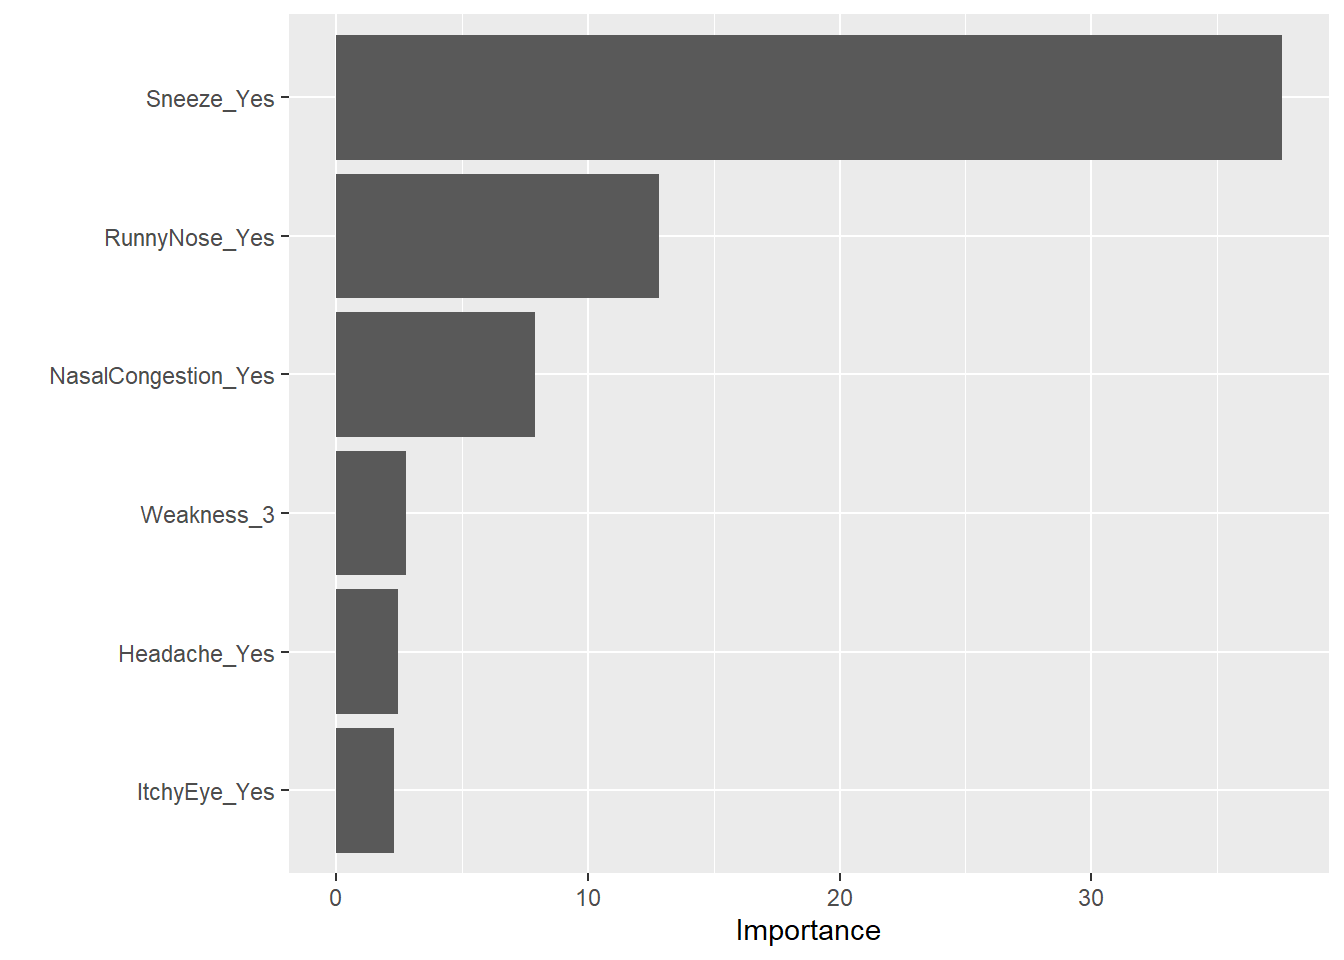 Sneeze_Yes
RunnyNose_Yes
NasalCongestion_Yes
Weakness_3
Headache_Yes
ItchyEye_Yes
0 10 20 30
Importance